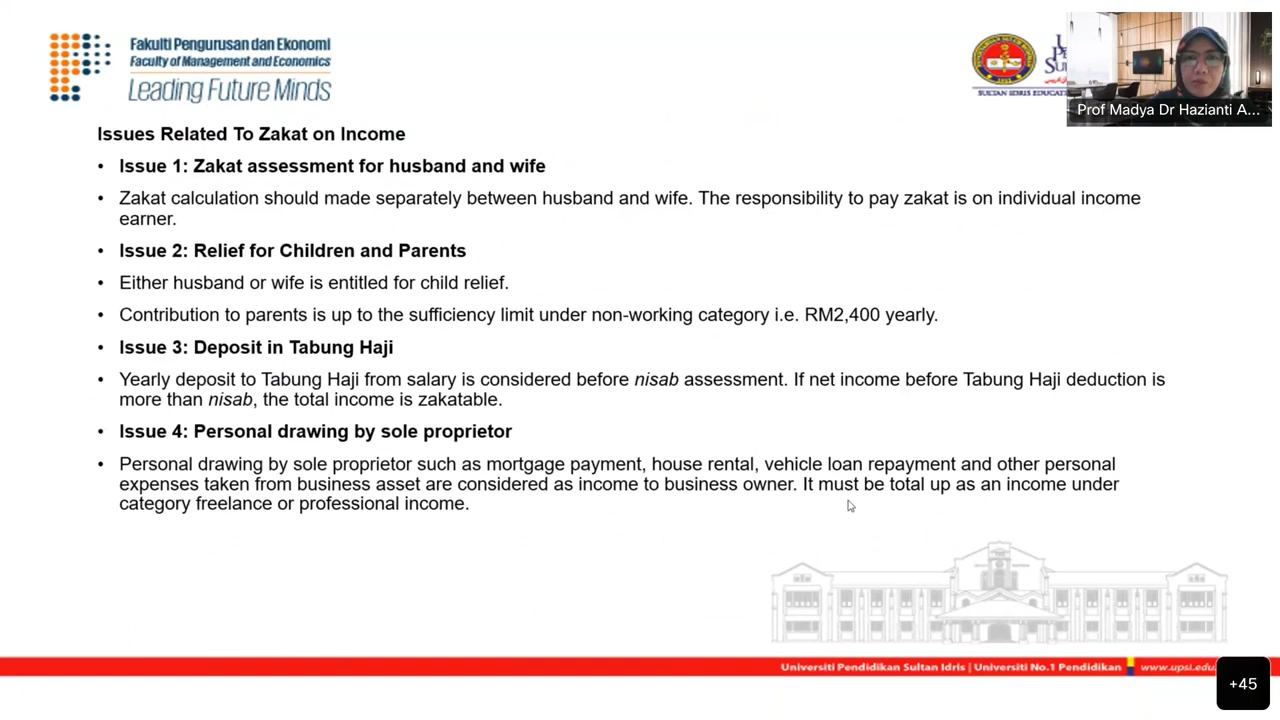 Fakulti Pengurusan dan Ekonomi
Faculty of Management and Economics
Leading Future Minds
SULTAN IDRIS EDUCAT
Prof Madya Dr Hazianti A...
Issues Related To Zakat on Income
• Issue 1: Zakat assessment for husband and wife
• Zakat calculation should made separately between husband and wife. The responsibility to pay zakat is on individual income
earner.
• Issue 2: Relief for Children and Parents
• Either husband or wife is entitled for child relief.
• Contribution to parents is up to the sufficiency limit under non-working category i.e. RM2,400 yearly.
• Issue 3: Deposit in Tabung Haji
• Yearly deposit to Tabung Haji from salary is considered before nisab assessment. If net income before Tabung Haji deduction is
more than nisab, the total income is zakatable.
• Issue 4: Personal drawing by sole proprietor
• Personal drawing by sole proprietor such as mortgage payment, house rental, vehicle loan repayment and other personal
expenses taken from business asset are considered as income to business owner. It must be total up as an income under
category freelance or professional income.
Universiti Pendidikan Sultan Idris | Universiti No.1 Pendidikan www.upsi.edu.
+45